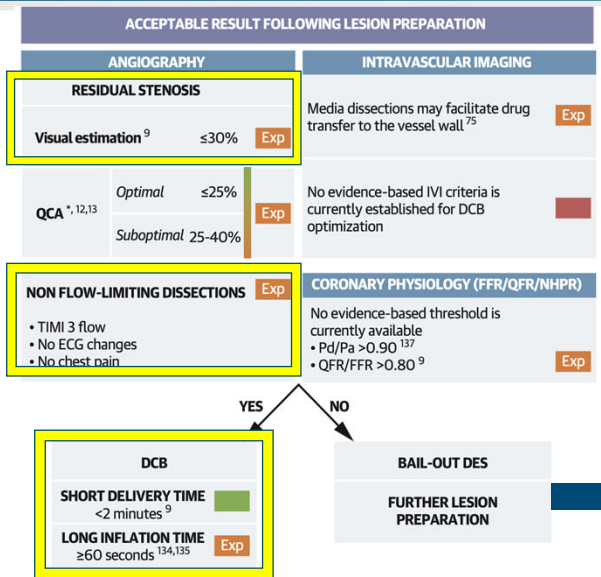 ACCEPTABLE RESULT FOLLOWING LESION PREPARATION
ANGIOGRAPHY
RESIDUAL STENOSIS
Visual estimation 9 ≤30% Exp
QCA *, 12,13
Optimal ≤25%
Suboptimal 25-40%
Exp
NON FLOW-LIMITING DISSECTIONS Exp
• TIMI 3 flow
• No ECG changes
• No chest pain
INTRAVASCULAR IMAGING
Media dissections may facilitate drug
transfer to the vessel wall 75
Exp
No evidence-based IVI criteria is
currently established for DCB
optimization
CORONARY PHYSIOLOGY (FFR/QFR/NHPR)
No evidence-based threshold is
currently available
• Pd/Pa >0.90 137
• QFR/FFR >0.80 9
Exp
YES NO
DCB
SHORT DELIVERY TIME
<2 minutes 9
LONG INFLATION TIME
≥60 seconds 134,135
Exp
BAIL-OUT DES
FURTHER LESION
PREPARATION